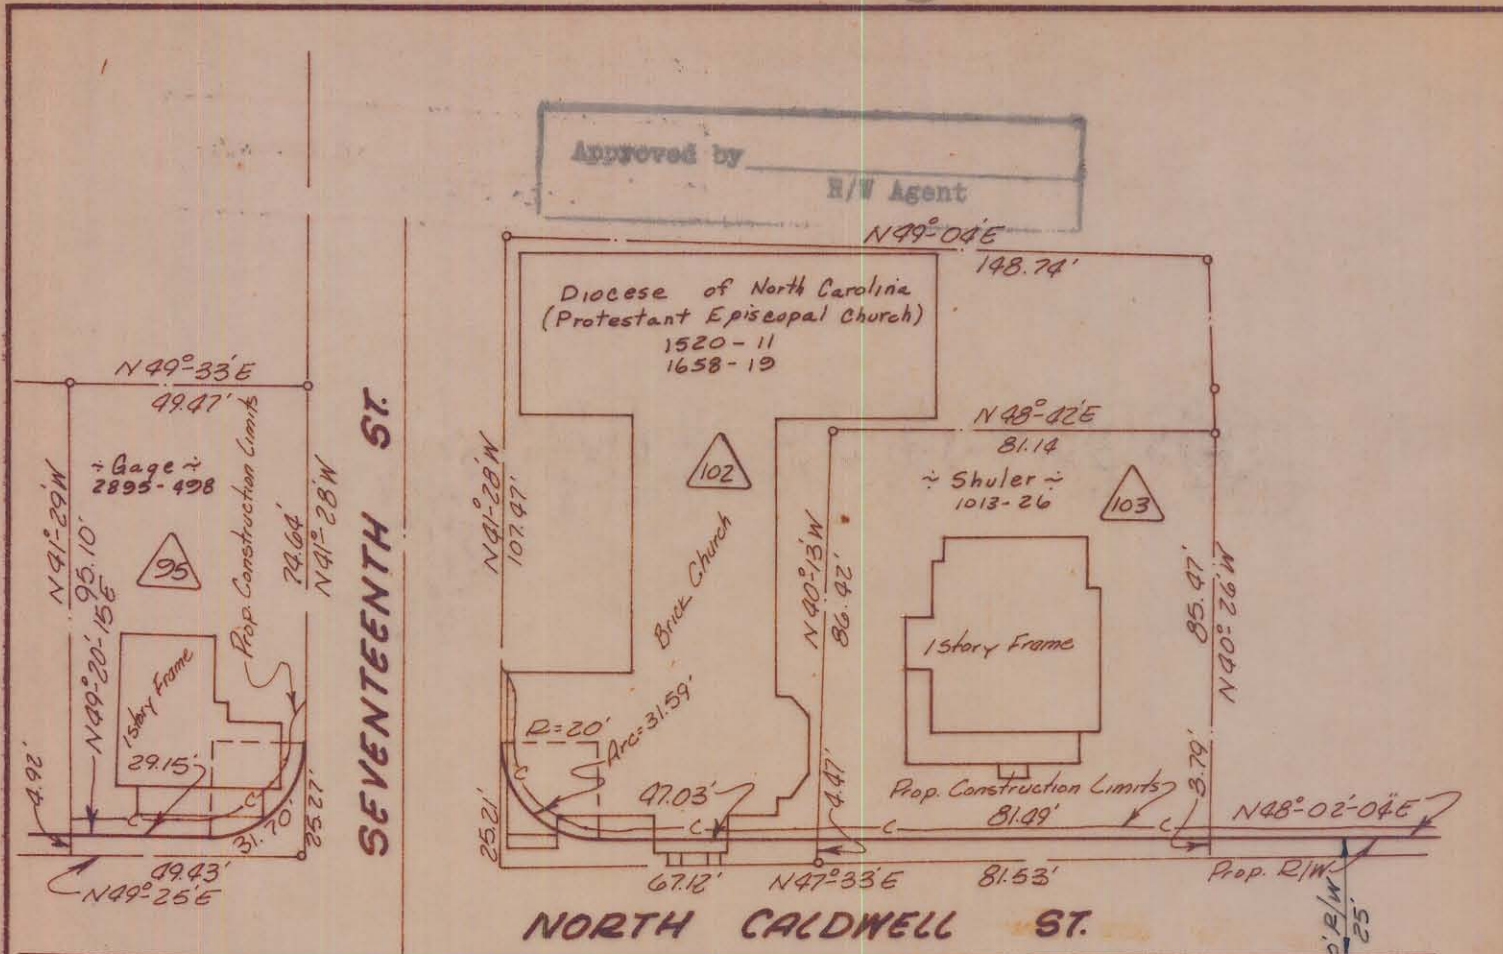 Approved by
R/W Agent
N49°-04'E
148.74'
Diocese of North Carolina
(Protestant Episcopal Church)
1520-11
1658-19
N49°-33'E
49.47'
÷ Gage ÷
2895-498
95
N41°-29'W
95.10'
N49°-20'-15"E
Prop. Construction Limits
74.64'
N41°-28'W
SEVENTEENTH ST.
N41°-28'W
107.47'
102
Brick Church
N48°-42'E
81.14
÷ Shuler ÷
1013-26
103
N40°-13'W
86.42'
1 Story Frame
85.47'
N40°-26'W
1 Story Frame
29.15'
4.92'
C
C
31.70'
25.27'
49.43'
N49°-25'E
R=20'
Arc=31.59'
C
25.21'
47.03'
C
4.47'
Prop. Construction Limits
81.49'
C
C
3.79'
N48°-02'-04"E
67.12'
N47°-33'E
81.53'
Prop. R/W
NORTH CALDWELL ST.
0' R/W
25'